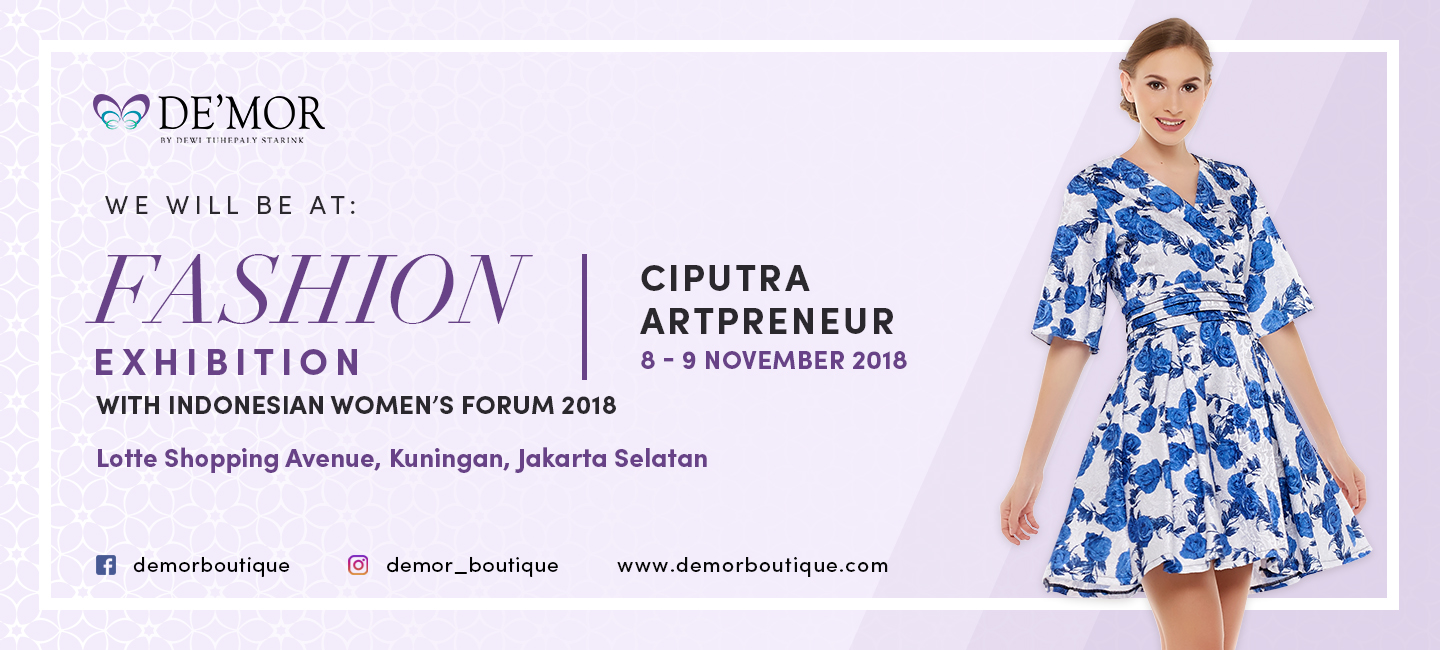 DE'MOR
BY DEWI TUHEPALY STARINK
WE WILL BE AT:
FASHION
EXHIBITION
WITH INDONESIAN WOMEN'S FORUM 2018
CIPUTRA
ARTPRENEUR
8 - 9 NOVEMBER 2018
Lotte Shopping Avenue, Kuningan, Jakarta Selatan
demorboutique
demor_boutique
www.demorboutique.com